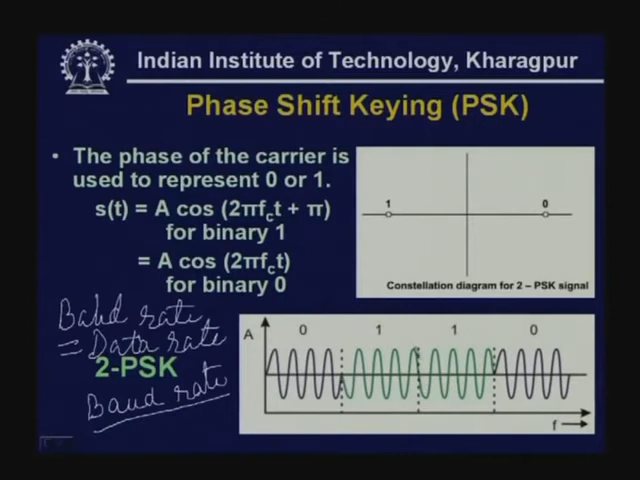 Indian Institute of Technology, Kharagpur
Phase Shift Keying (PSK)
• The phase of the carrier is
used to represent 0 or 1.
s(t) = A cos (2πfct + π)
for binary 1
= A cos (2πfct)
for binary 0
1 0
Constellation diagram for 2 – PSK signal
Baud rate
= Data rate
2-PSK
Baud rate
A 0 1 1 0
f